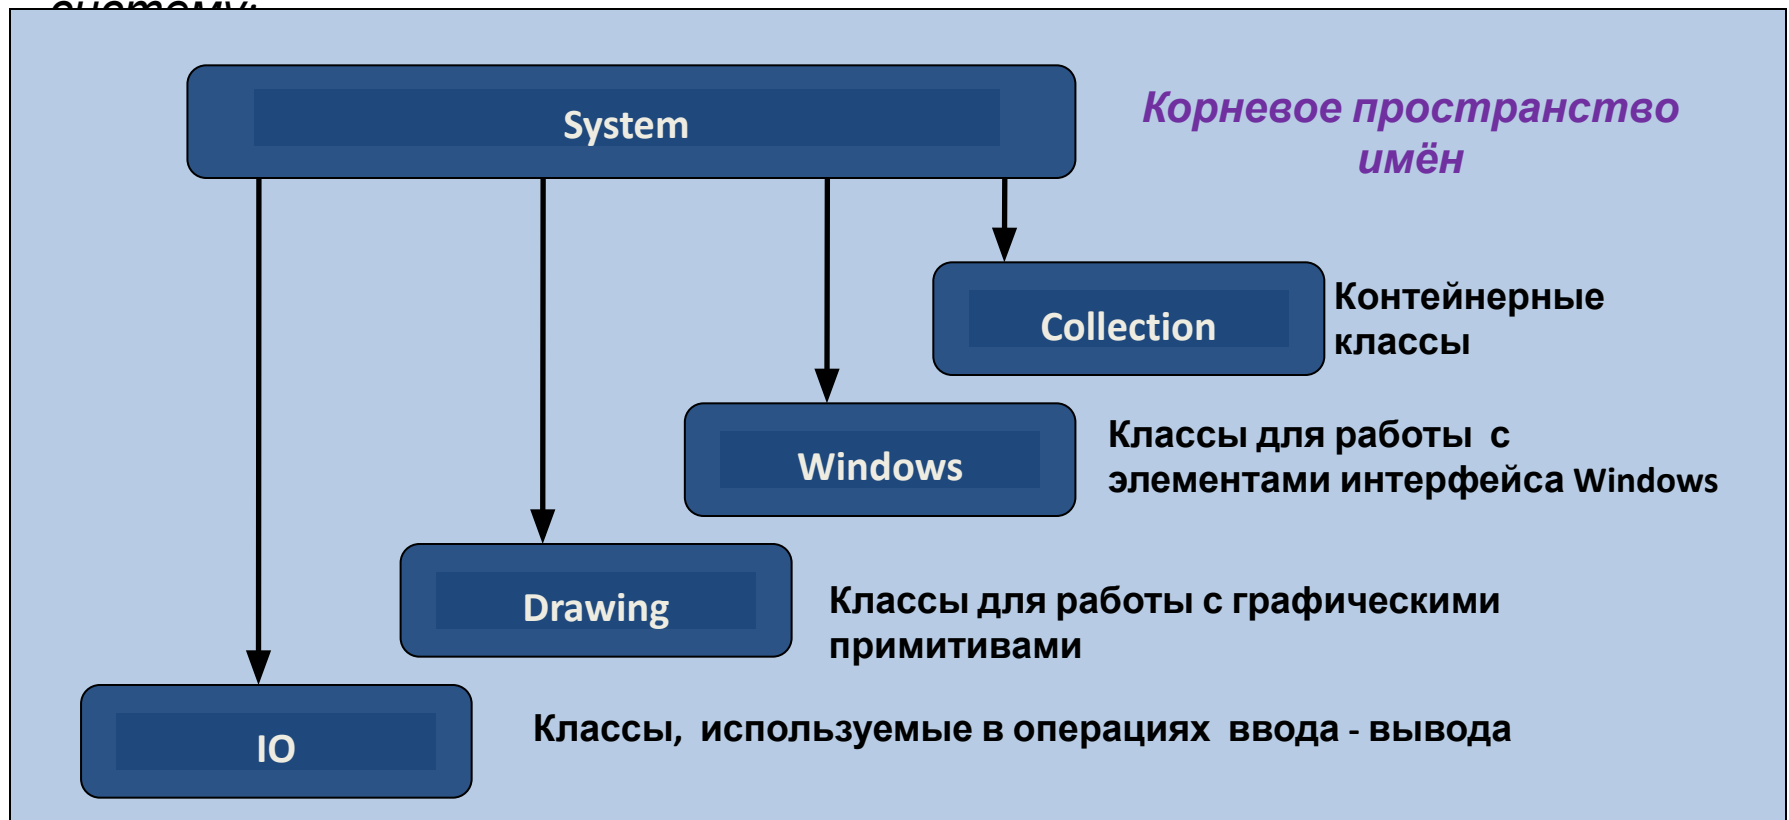 систему:
System
Корневое пространство
имён
Collection
Контейнерные
классы
Windows
Классы для работы с
элементами интерфейса Windows
Drawing
Классы для работы с графическими
примитивами
IO
Классы, используемые в операциях ввода - вывода